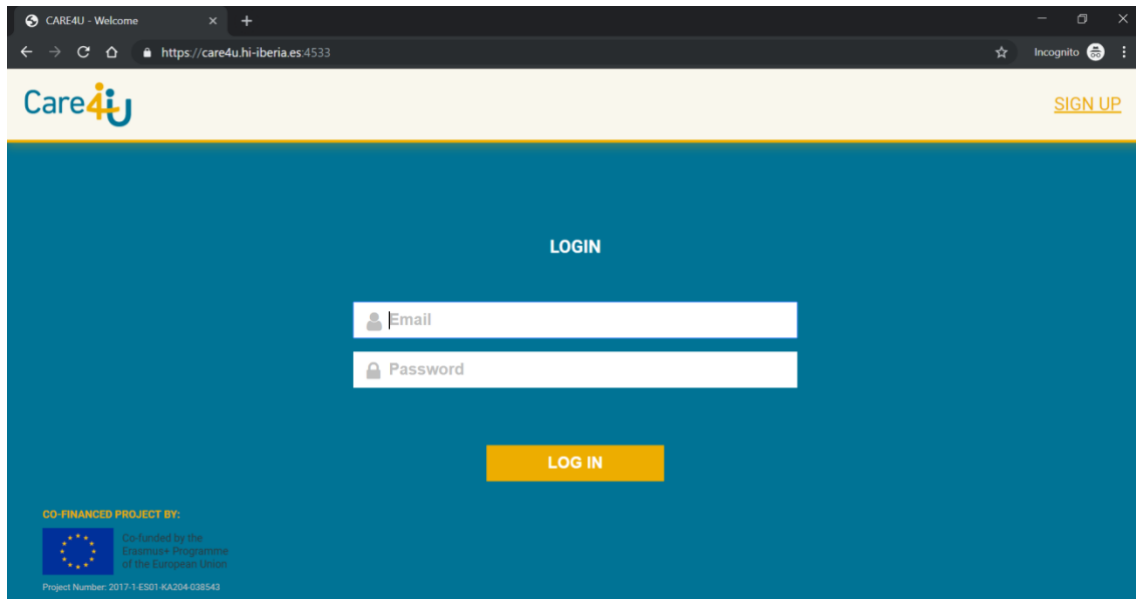 CARE4U - Welcome
https://care4u.hi-iberia.es:4533
Incognito
Care4U
SIGN UP
LOGIN
Email
Password
LOG IN
CO-FINANCED PROJECT BY:
Co-funded by the
Erasmus+ Programme
of the European Union
Project Number: 2017-1-ES01-KA204-038543